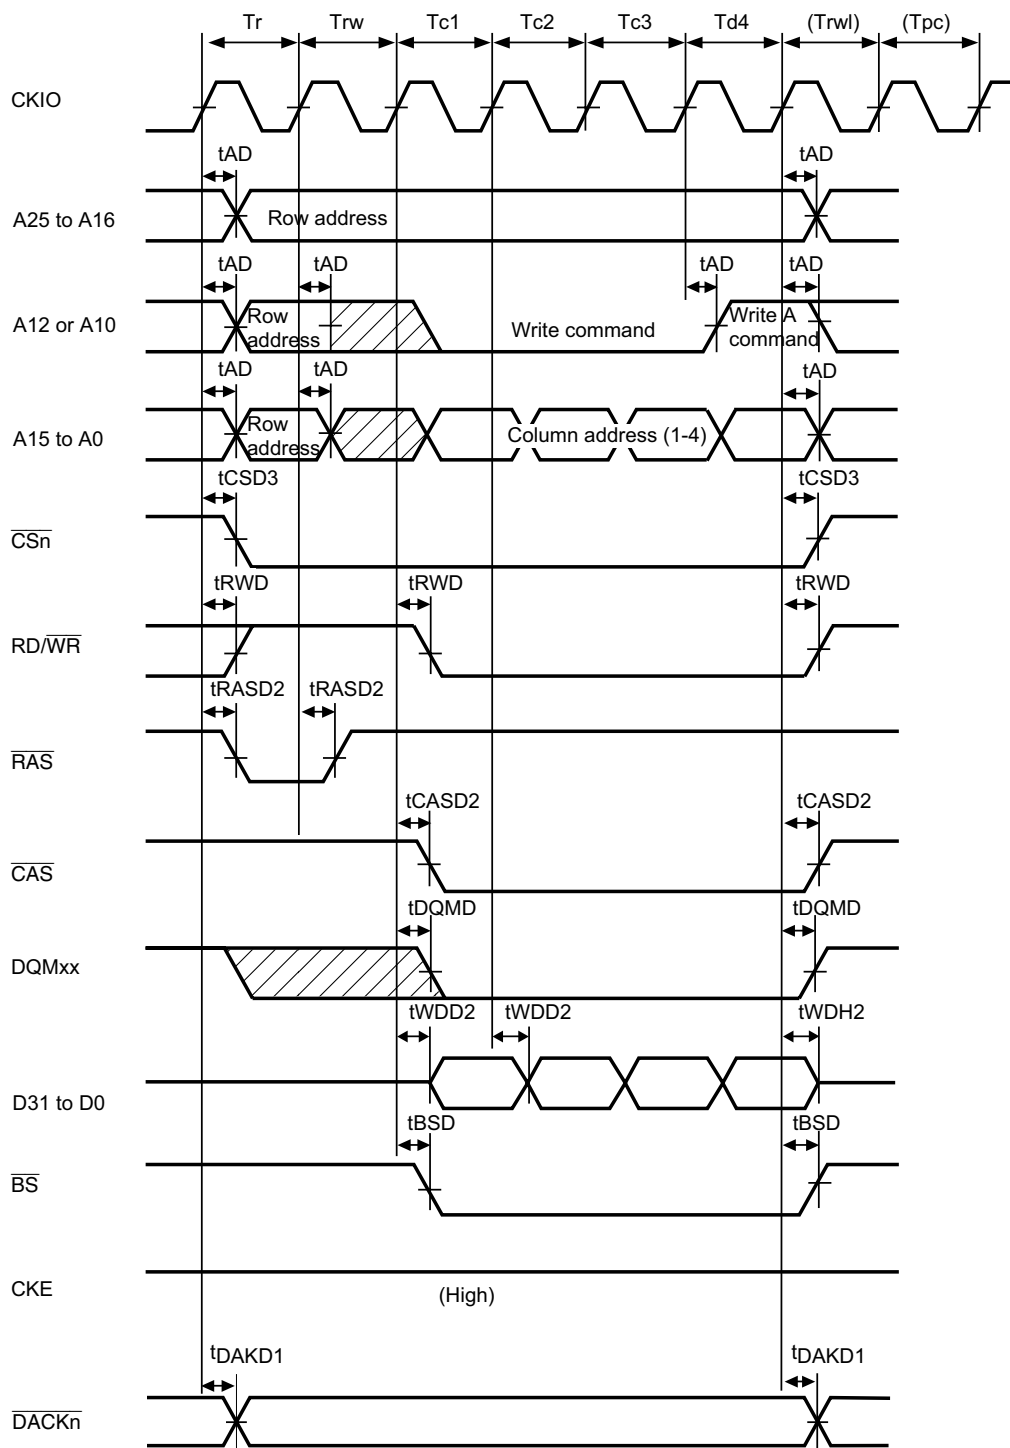 Tr Trw Tc1 Tc2 Tc3 Td4 (Trwl) (Tpc)
CKIO
tAD tAD
A25 to A16 Row address
tAD tAD tAD tAD
A12 or A10 Row address Write command Write A command
tAD tAD tAD
A15 to A0 Row address Column address (1-4)
tCSD3 tCSD3
CSn
tRWD tRWD tRWD
RD/WR
tRASD2 tRASD2
RAS
tCASD2 tCASD2
CAS
tDQMD tDQMD
DQMxx
tWDD2 tWDD2 tWDH2
D31 to D0
tBSD tBSD
BS
CKE
(High)
tDAKD1 tDAKD1
DACKn